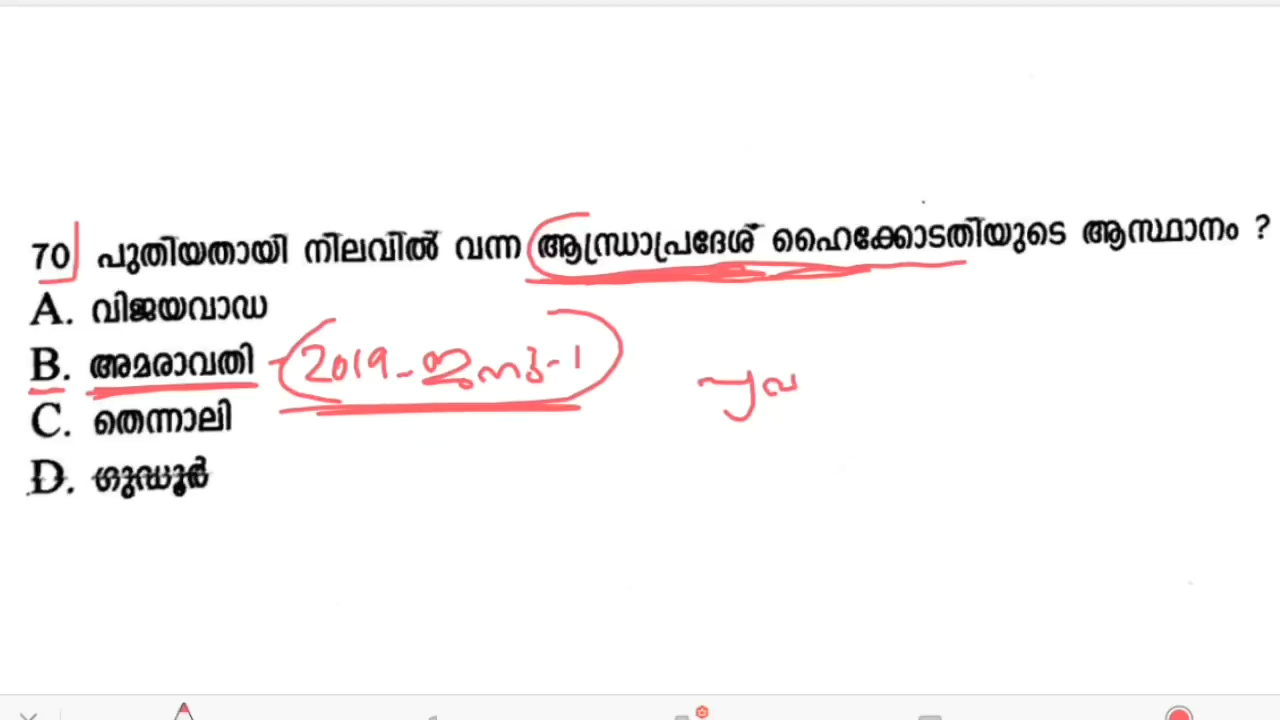 70 പുതിയതായി നിലവിൽ വന്ന ആന്ധ്രാപ്രദേശ് ഹൈക്കോടതിയുടെ ആസ്ഥാനം ?
A. വിജയവാഡ
B. അമരാവതി - 2019 - ജനു - 1
C. തെന്നാലി
D. ഗുഡൂർ